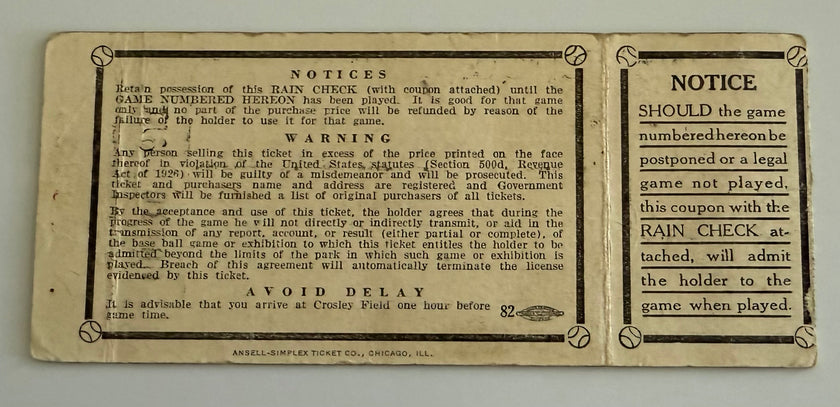 NOTICES
Retain possession of this RAIN CHECK (with coupon attached) until the
GAME NUMBERED HEREON has been played. It is good for that game
only and no part of the purchase price will be refunded by reason of the
failure of the holder to use it for that game.
WARNING
Any person selling this ticket in excess of the price printed on the face
thereof in violation of the United States statutes (Section 500d, Revenue
Act of 1926) will be guilty of a misdemeanor and will be prosecuted. This
ticket and purchasers name and address are registered and Government
Inspectors will be furnished a list of original purchasers of all tickets.
By the acceptance and use of this ticket, the holder agrees that during the
progress of the game he will not directly or indirectly transmit, or aid in the
transmission of any report, account, or result (either partial or complete), of
the base ball game or exhibition to which this ticket entitles the holder to be
admitted beyond the limits of the park in which such game or exhibition is
played. Breach of this agreement will automatically terminate the license
evidenced by this ticket.
AVOID DELAY
It is advisable that you arrive at Crosley Field one hour before
game time.
82
ANSELL-SIMPLEX TICKET CO., CHICAGO, ILL.
NOTICE
SHOULD the game
numbered hereon be
postponed or a legal
game not played,
this coupon with the
RAIN CHECK at-
tached, will admit
the holder to the
game when played.